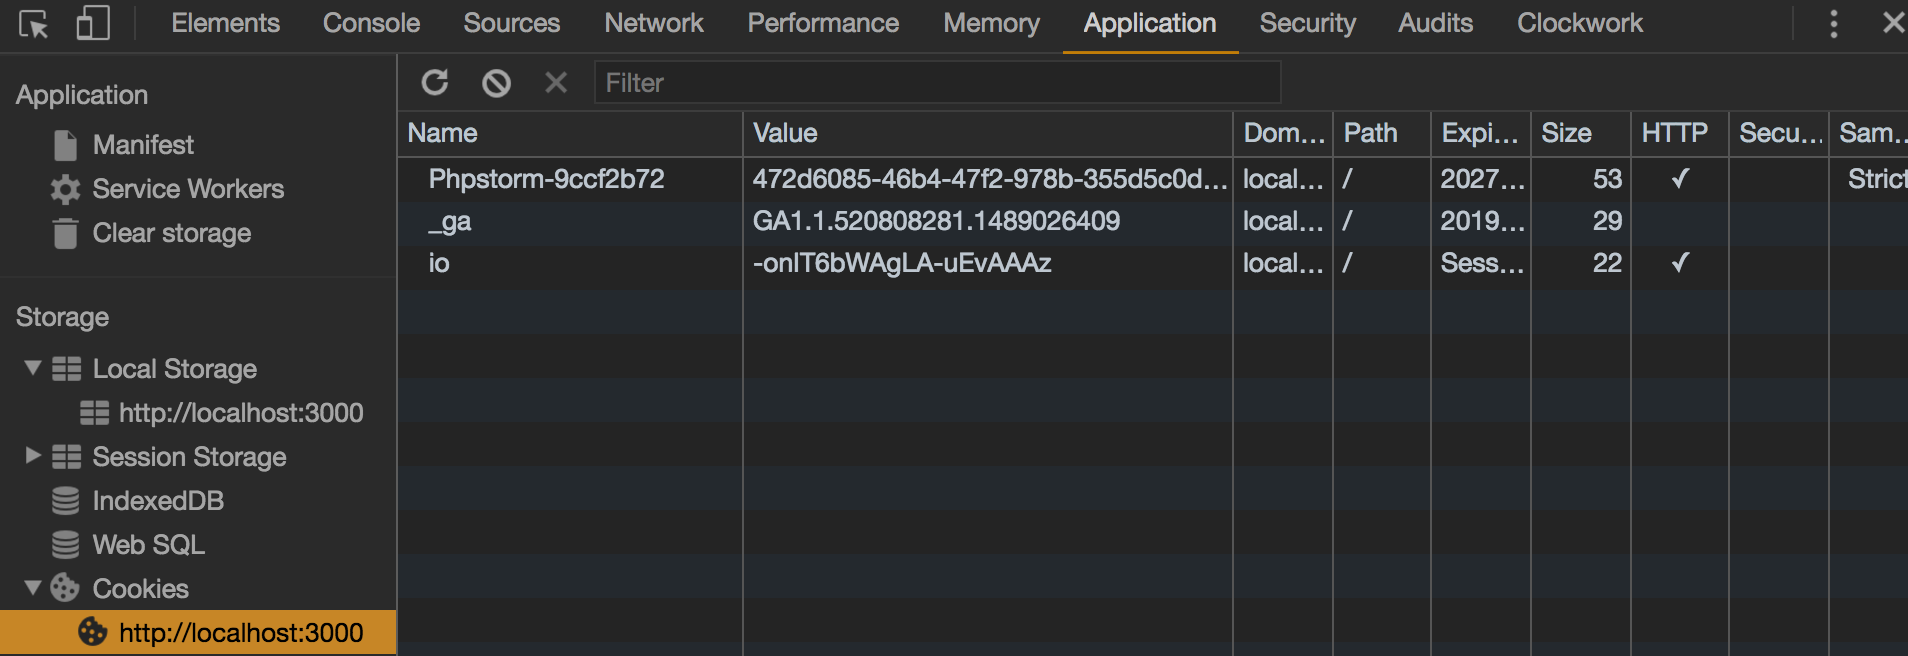 Elements Console Sources Network Performance Memory Application Security Audits Clockwork
Filter
Application
Manifest
Service Workers
Clear storage
Storage
Local Storage
http://localhost:3000
Session Storage
IndexedDB
Web SQL
Cookies
http://localhost:3000
Name Value Dom... Path Expi... Size HTTP Secu... Sam...
Phpstorm-9ccf2b72 472d6085-46b4-47f2-978b-355d5c0d... local... / 2027... 53 ✓ Strict
_ga GA1.1.520808281.1489026409 local... / 2019... 29
io -onIT6bWAgLA-uEvAAAz local... / Sess... 22 ✓